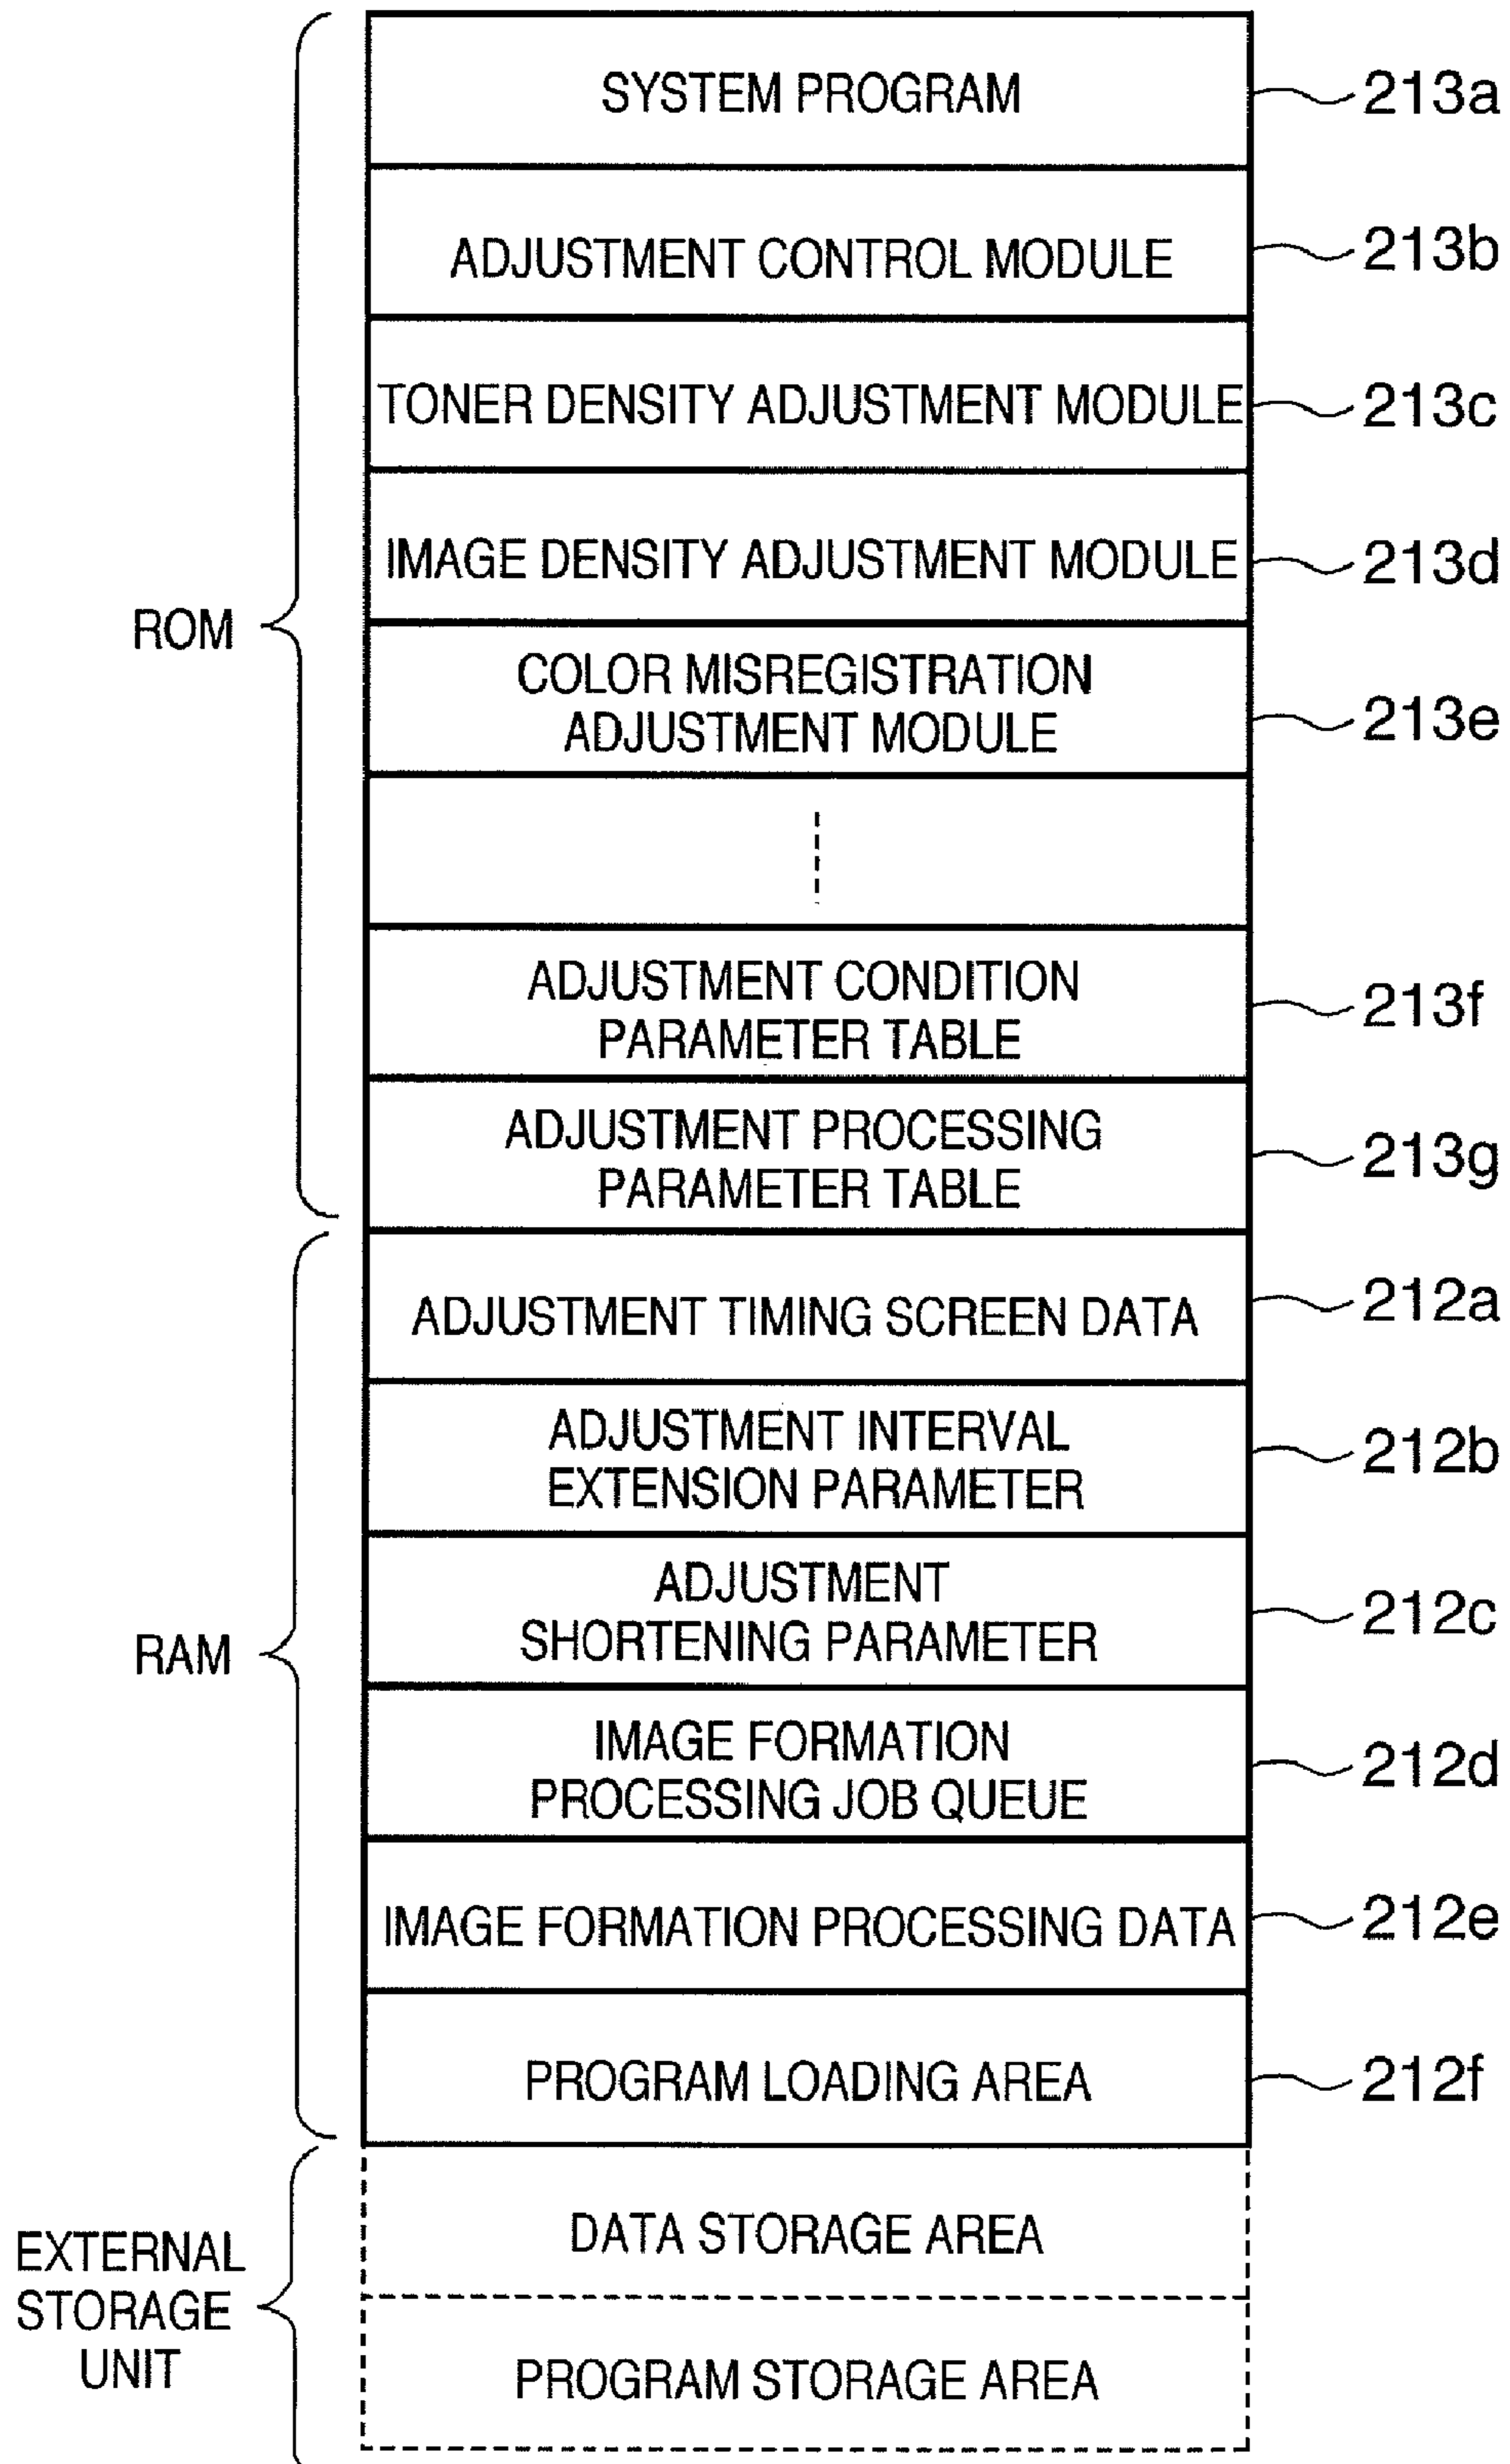 SYSTEM PROGRAM
213a
ADJUSTMENT CONTROL MODULE
213b
TONER DENSITY ADJUSTMENT MODULE
213c
IMAGE DENSITY ADJUSTMENT MODULE
213d
ROM
COLOR MISREGISTRATION
ADJUSTMENT MODULE
213e
ADJUSTMENT CONDITION
PARAMETER TABLE
213f
ADJUSTMENT PROCESSING
PARAMETER TABLE
213g
ADJUSTMENT TIMING SCREEN DATA
212a
ADJUSTMENT INTERVAL
EXTENSION PARAMETER
212b
ADJUSTMENT
SHORTENING PARAMETER
212c
RAM
IMAGE FORMATION
PROCESSING JOB QUEUE
212d
IMAGE FORMATION PROCESSING DATA
212e
PROGRAM LOADING AREA
212f
EXTERNAL
STORAGE
UNIT
DATA STORAGE AREA
PROGRAM STORAGE AREA